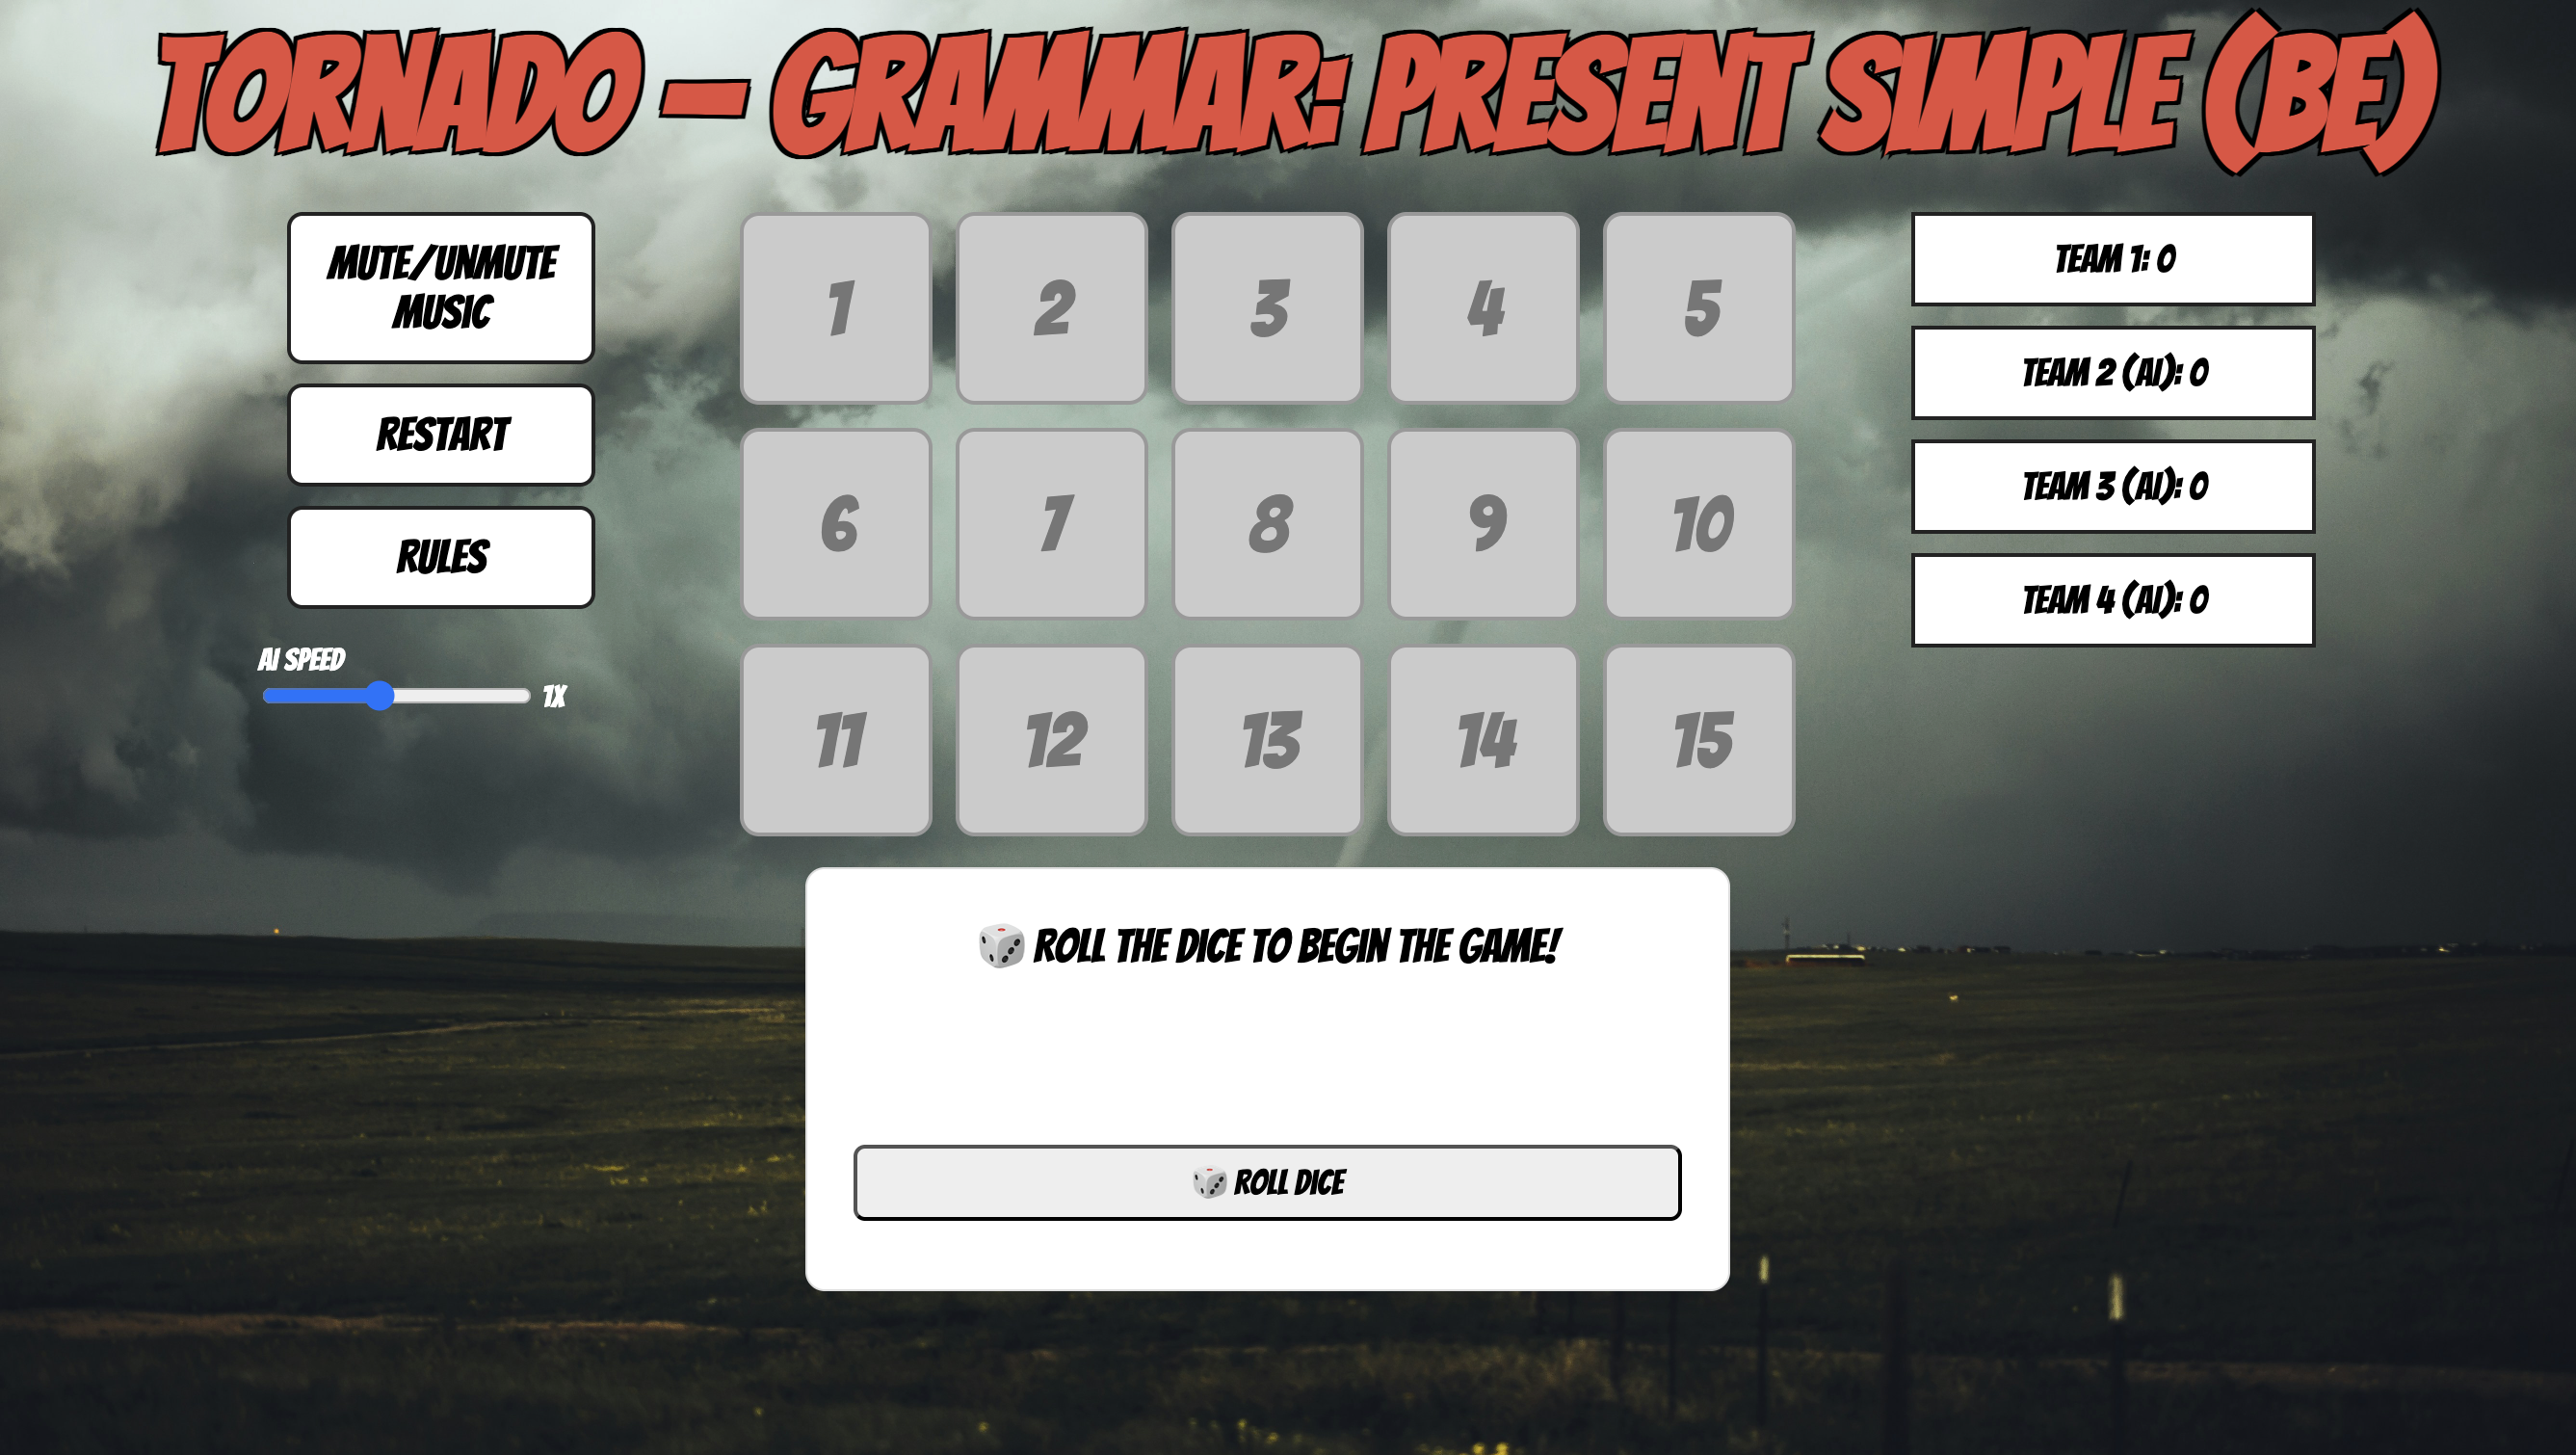 TORNADO – GRAMMAR: PRESENT SIMPLE (BE)
MUTE/UNMUTE
MUSIC
RESTART
RULES
AI SPEED
1X
1
2
3
4
5
6
7
8
9
10
11
12
13
14
15
TEAM 1: 0
TEAM 2 (AI): 0
TEAM 3 (AI): 0
TEAM 4 (AI): 0
ROLL THE DICE TO BEGIN THE GAME!
ROLL DICE